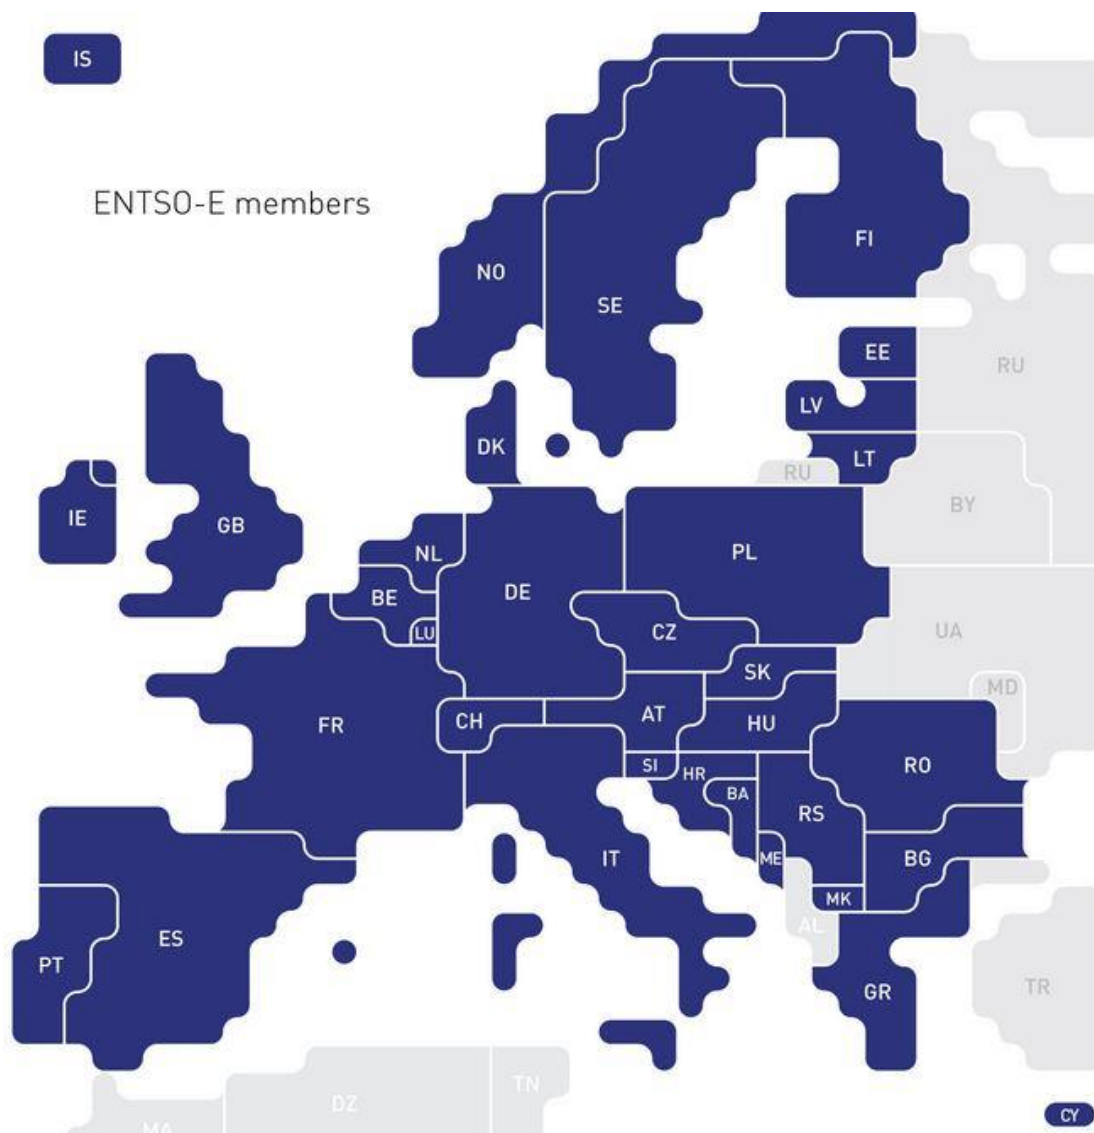 IS
ENTSO-E members
FI
NO
SE
EE
RU
LV
DK
LT
RU
BY
IE
GB
NL
PL
DE
BE
CZ
LU
UA
SK
MD
FR
CH
AT
HU
SI
HR
RO
BA
RS
IT
ME
BG
MK
ES
AL
PT
GR
TR
TN
DZ
CY
MA